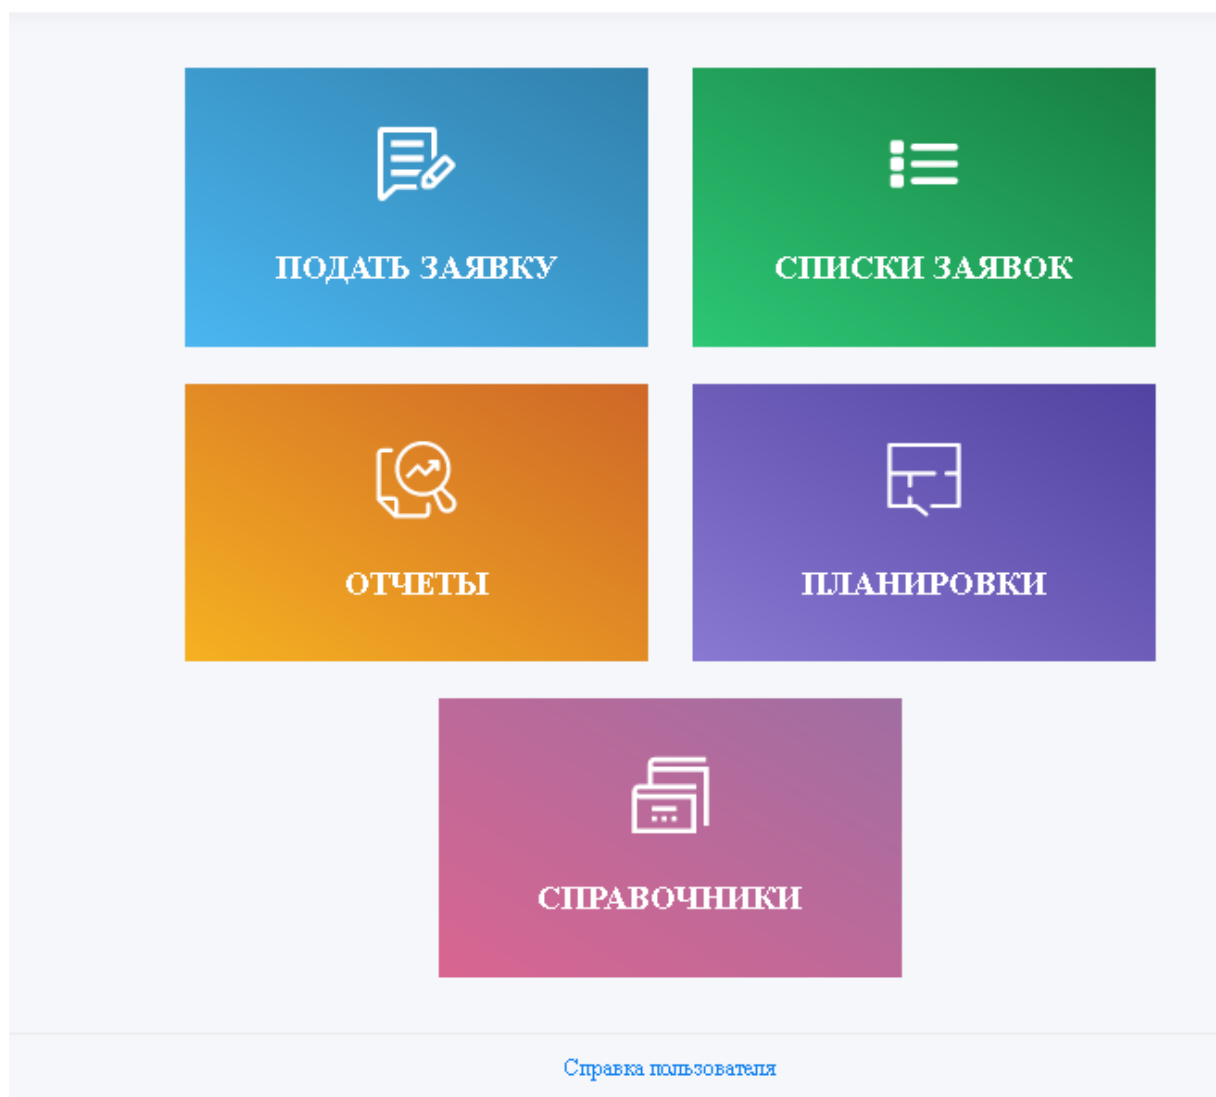 ПОДАТЬ ЗАЯВКУ
СПИСКИ ЗАЯВОК
ОТЧЕТЫ
ПЛАНИРОВКИ
СПРАВОЧНИКИ
Справка пользователя